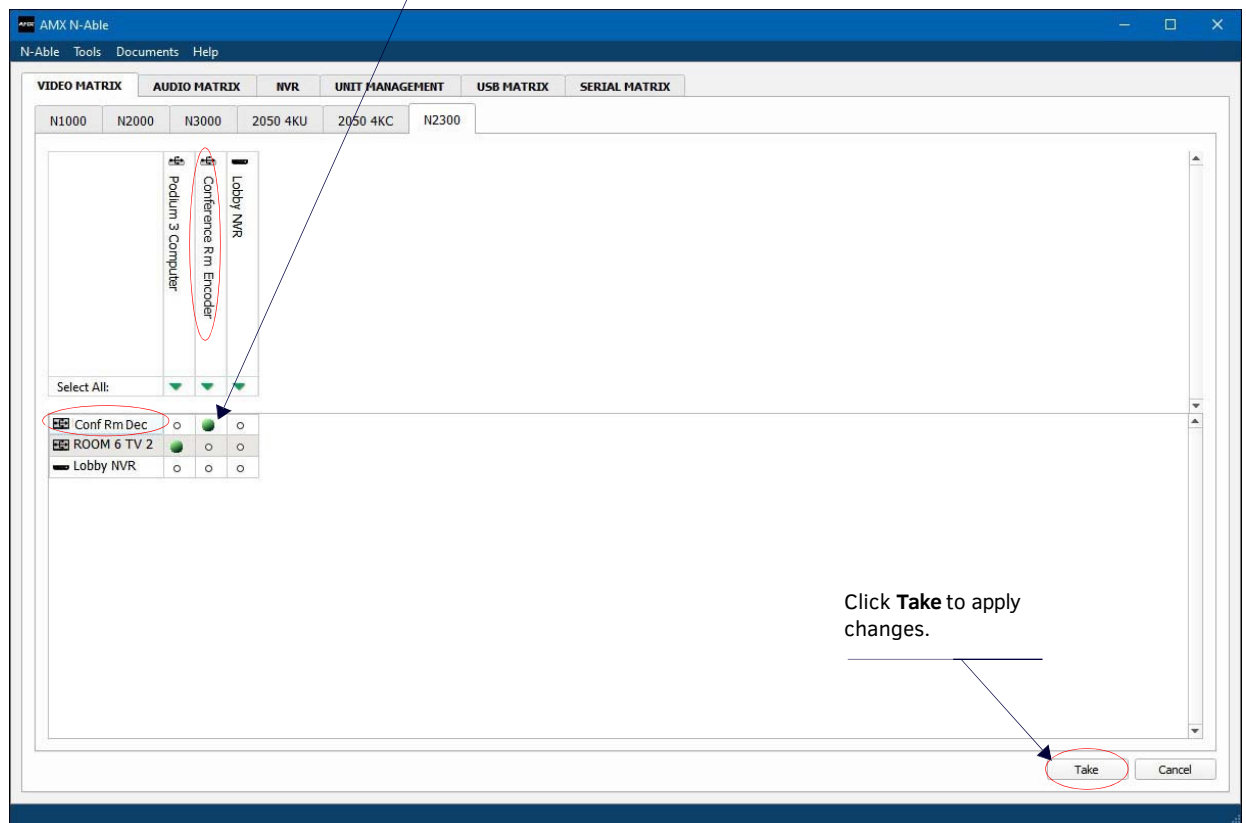 AMX AMX N-Able
N-Able Tools Documents Help
VIDEO MATRIX AUDIO MATRIX NVR UNIT MANAGEMENT USB MATRIX SERIAL MATRIX
N1000 N2000 N3000 2050 4KU 2050 4KC N2300
Podium 3 Computer
Conference Rm Encoder
Lobby NVR
Select All:
Conf Rm Dec
ROOM 6 TV 2
Lobby NVR
Click Take to apply
changes.
Take Cancel